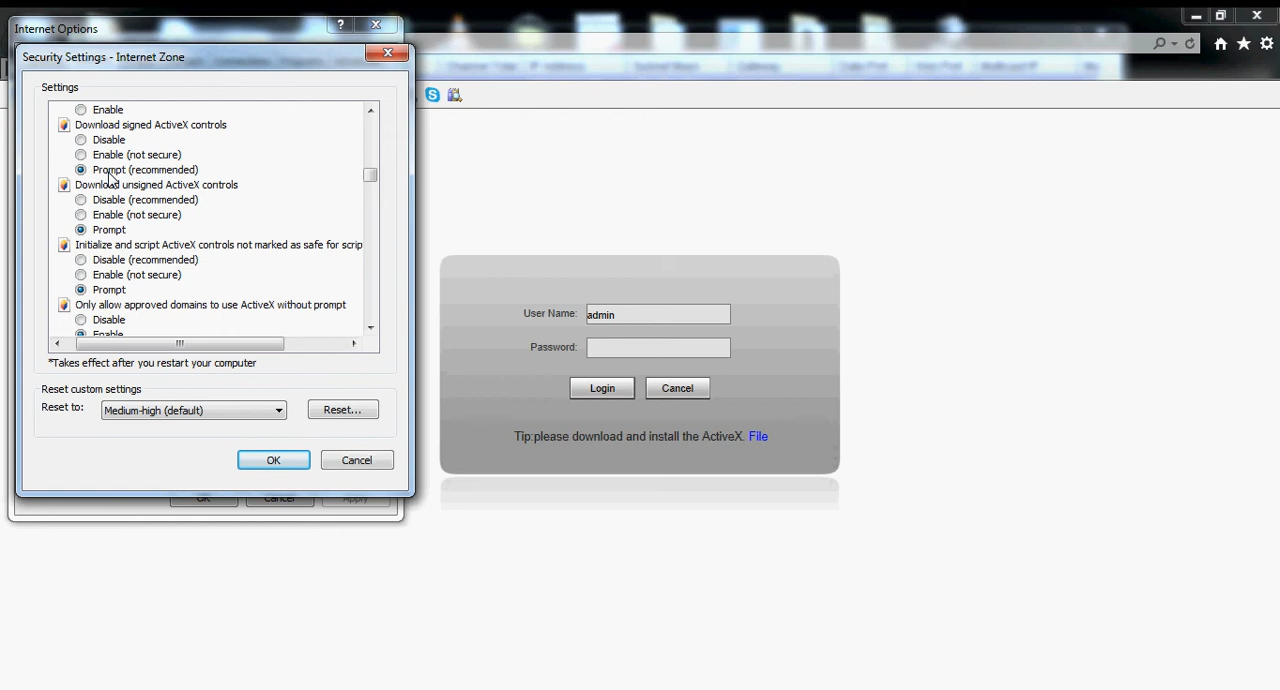 Internet Options
Security Settings - Internet Zone
Settings
Enable
Download signed ActiveX controls
Disable
Enable (not secure)
Prompt (recommended)
Download unsigned ActiveX controls
Disable (recommended)
Enable (not secure)
Prompt
Initialize and script ActiveX controls not marked as safe for scrip
Disable (recommended)
Enable (not secure)
Prompt
Only allow approved domains to use ActiveX without prompt
Disable
Enable
*Takes effect after you restart your computer
Reset custom settings
Reset to: Medium-high (default) Reset...
OK Cancel
OK Cancel Apply
User Name: admin
Password:
Login Cancel
Tip:please download and install the ActiveX. File